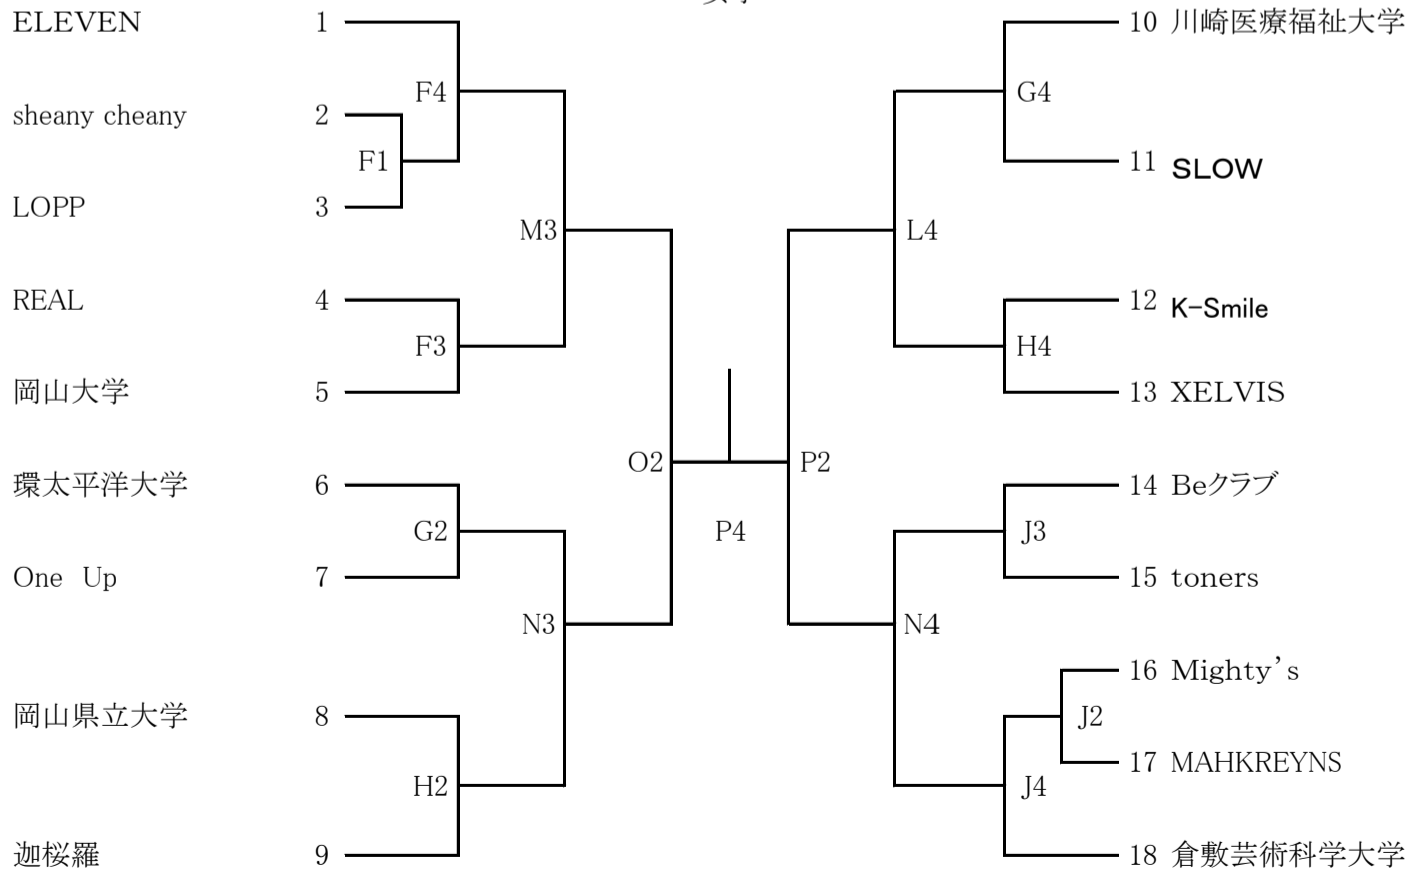 ELEVEN 1
F4
sheany cheany 2
F1
LOPP 3
M3
REAL 4
F3
岡山大学 5
O2
環太平洋大学 6
G2
One Up 7
N3
岡山県立大学 8
H2
迦桜羅 9
P4
10 川崎医療福祉大学
G4
11 SLOW
L4
12 K-Smile
H4
13 XELVIS
P2
14 Beクラブ
J3
15 toners
N4
16 Mighty's
J2
17 MAHKREYNS
J4
18 倉敷芸術科学大学